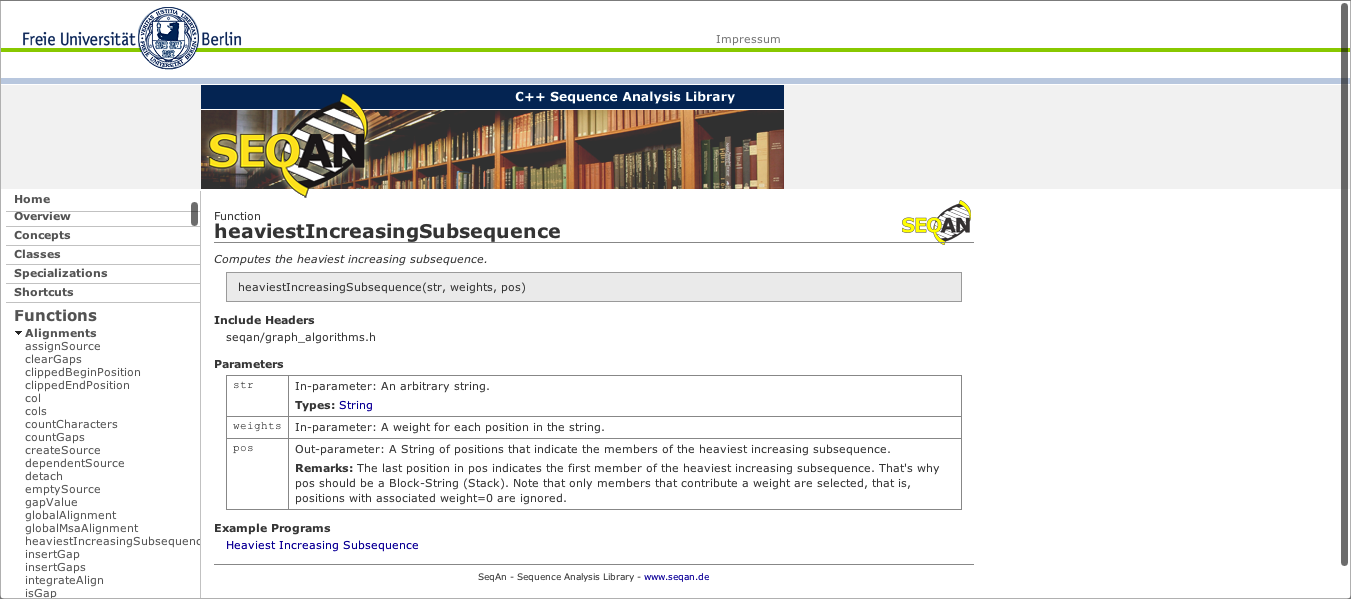 Freie Universität Berlin
Impressum
C++ Sequence Analysis Library
SEQAN
Home
Overview
Concepts
Classes
Specializations
Shortcuts
Functions
Alignments
assignSource
clearGaps
clippedBeginPosition
clippedEndPosition
col
cols
countCharacters
countGaps
createSource
dependentSource
detach
emptySource
gapValue
globalAlignment
globalMsaAlignment
heaviestIncreasingSubsequenc
insertGap
insertGaps
integrateAlign
isGap
Function
heaviestIncreasingSubsequence
SEQAN
Computes the heaviest increasing subsequence.
heaviestIncreasingSubsequence(str, weights, pos)
Include Headers
seqan/graph_algorithms.h
Parameters
str In-parameter: An arbitrary string.
Types: String
weights In-parameter: A weight for each position in the string.
pos Out-parameter: A String of positions that indicate the members of the heaviest increasing subsequence.
Remarks: The last position in pos indicates the first member of the heaviest increasing subsequence. That's why
pos should be a Block-String (Stack). Note that only members that contribute a weight are selected, that is,
positions with associated weight=0 are ignored.
Example Programs
Heaviest Increasing Subsequence
SeqAn - Sequence Analysis Library - www.seqan.de